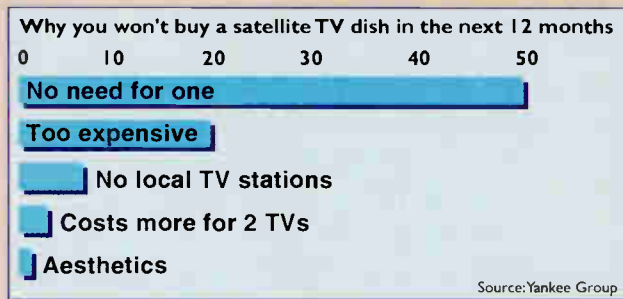 Why you won't buy a satellite TV dish in the next 12 months
0 10 20 30 40 50
No need for one
Too expensive
No local TV stations
Costs more for 2 TVs
Aesthetics
Source: Yankee Group